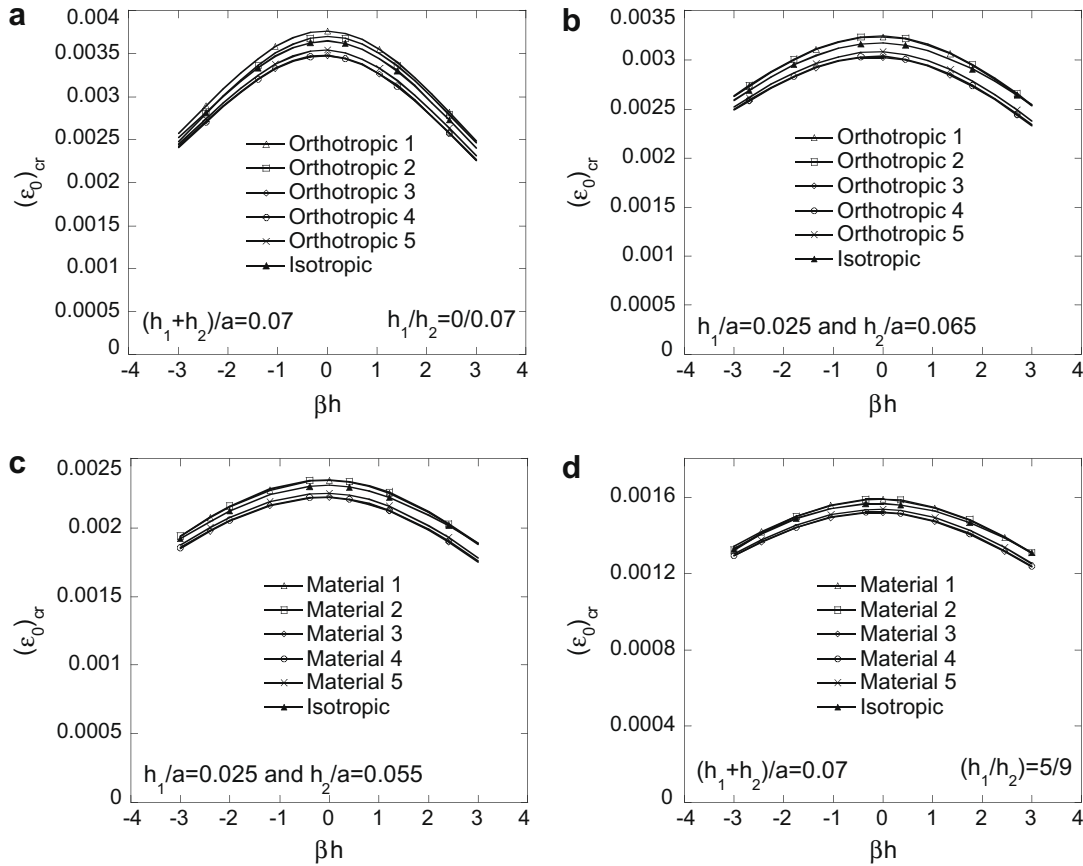 a
0.004
0.0035
0.003
0.0025
0.002
0.0015
0.001
0.0005
0
(ε0)cr
Orthotropic 1
Orthotropic 2
Orthotropic 3
Orthotropic 4
Orthotropic 5
Isotropic
(h1+h2)/a=0.07 h1/h2=0/0.07
-4 -3 -2 -1 0 1 2 3 4
βh
b
0.0035
0.003
0.0025
0.002
0.0015
0.001
0.0005
0
(ε0)cr
Orthotropic 1
Orthotropic 2
Orthotropic 3
Orthotropic 4
Orthotropic 5
Isotropic
h1/a=0.025 and h2/a=0.065
-4 -3 -2 -1 0 1 2 3 4
βh
c
0.0025
0.002
0.0015
0.001
0.0005
0
(ε0)cr
Material 1
Material 2
Material 3
Material 4
Material 5
Isotropic
h1/a=0.025 and h2/a=0.055
-4 -3 -2 -1 0 1 2 3 4
βh
d
0.0016
0.0012
0.0008
0.0004
0
(ε0)cr
Material 1
Material 2
Material 3
Material 4
Material 5
Isotropic
(h1+h2)/a=0.07 (h1/h2)=5/9
-4 -3 -2 -1 0 1 2 3 4
βh